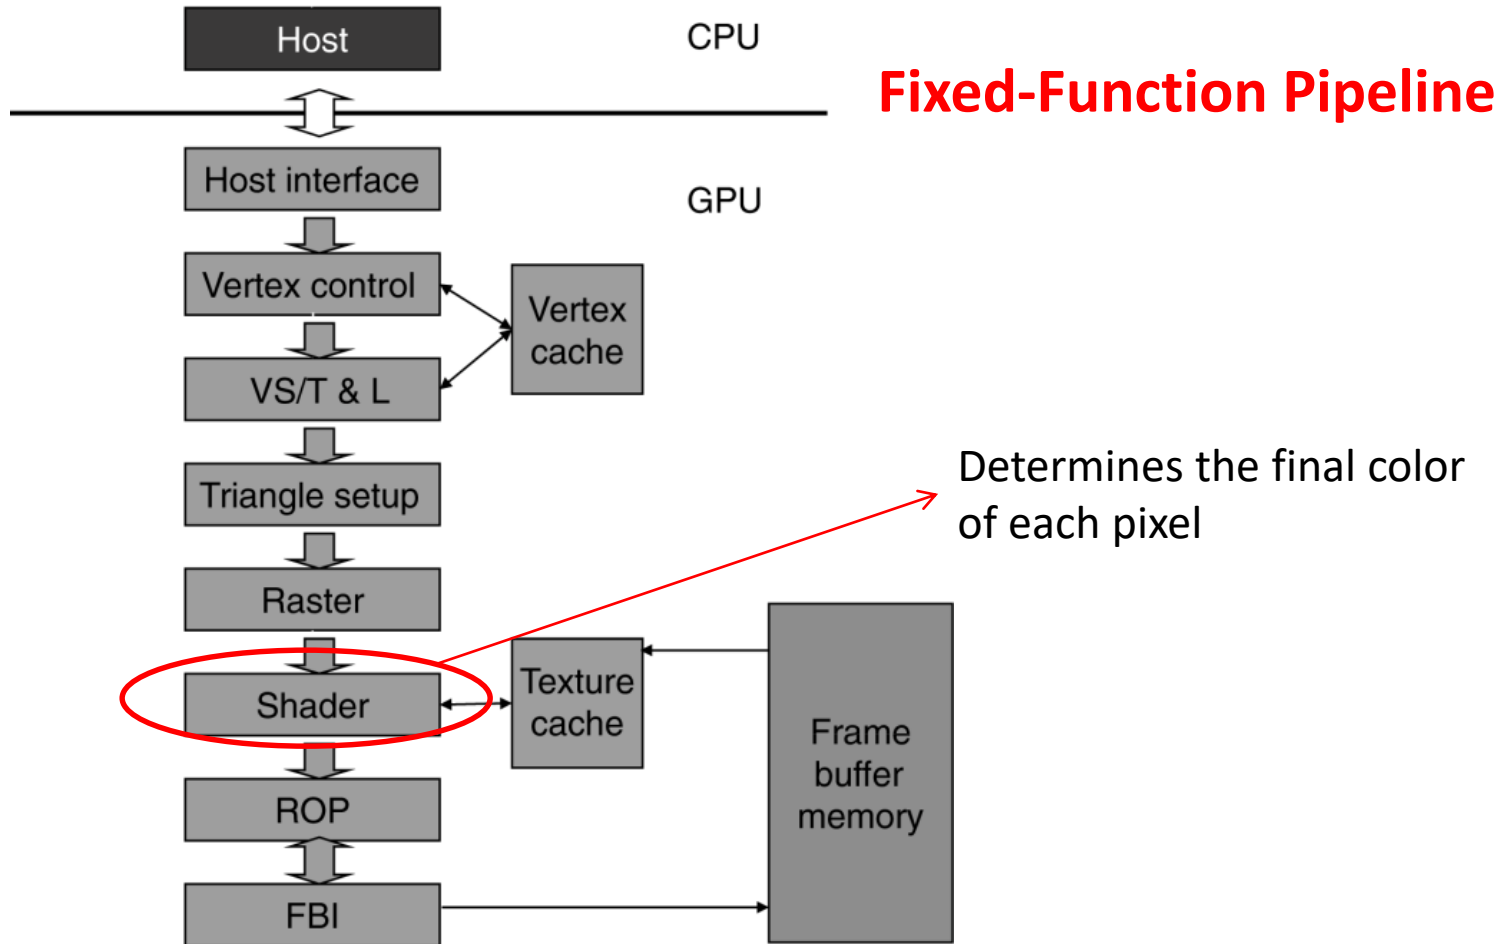 Host
CPU
Fixed-Function Pipeline
Host interface
GPU
Vertex control
Vertex
cache
VS/T & L
Triangle setup
Determines the final color
of each pixel
Raster
Shader
Texture
cache
Frame
buffer
memory
ROP
FBI